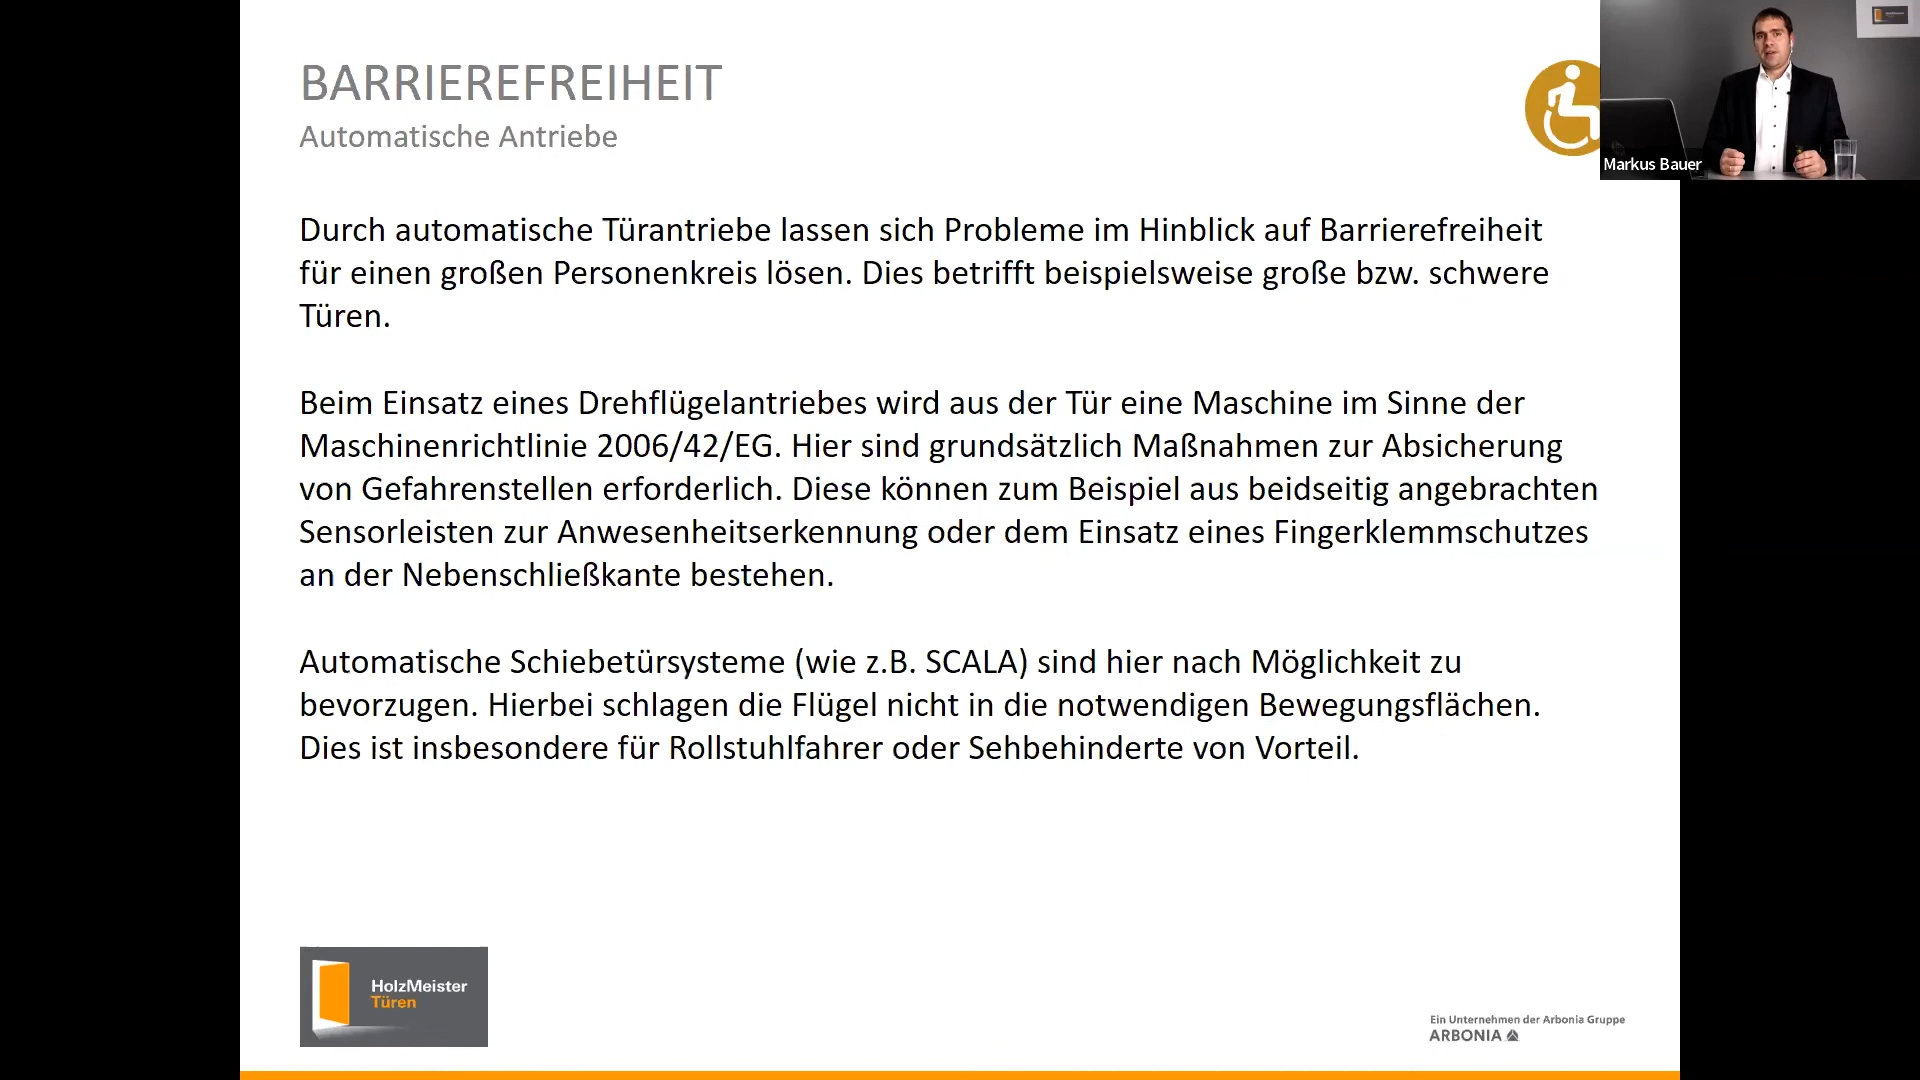 BARRIEREFREIHEIT
Automatische Antriebe
Markus Bauer
Durch automatische Türantriebe lassen sich Probleme im Hinblick auf Barrierefreiheit
für einen großen Personenkreis lösen. Dies betrifft beispielsweise große bzw. schwere
Türen.
Beim Einsatz eines Drehflügelantriebes wird aus der Tür eine Maschine im Sinne der
Maschinenrichtlinie 2006/42/EG. Hier sind grundsätzlich Maßnahmen zur Absicherung
von Gefahrenstellen erforderlich. Diese können zum Beispiel aus beidseitig angebrachten
Sensorleisten zur Anwesenheitserkennung oder dem Einsatz eines Fingerklemmschutzes
an der Nebenschließkante bestehen.
Automatische Schiebetürsysteme (wie z.B. SCALA) sind hier nach Möglichkeit zu
bevorzugen. Hierbei schlagen die Flügel nicht in die notwendigen Bewegungsflächen.
Dies ist insbesondere für Rollstuhlfahrer oder Sehbehinderte von Vorteil.
HolzMeister
Türen
Ein Unternehmen der Arbonia Gruppe
ARBONIA